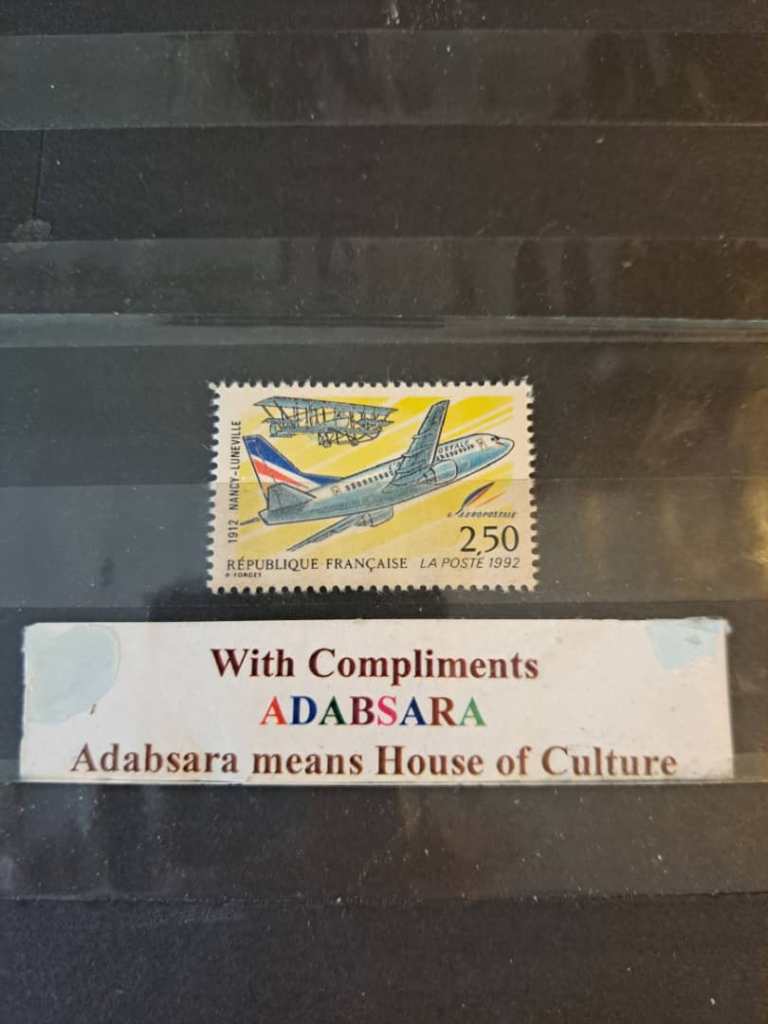 1912 NANCY-LUNEVILLE
AEROPOSTALE
2,50
RÉPUBLIQUE FRANÇAISE LA POSTE 1992
P. FORGET
With Compliments
ADABSARA
Adabsara means House of Culture